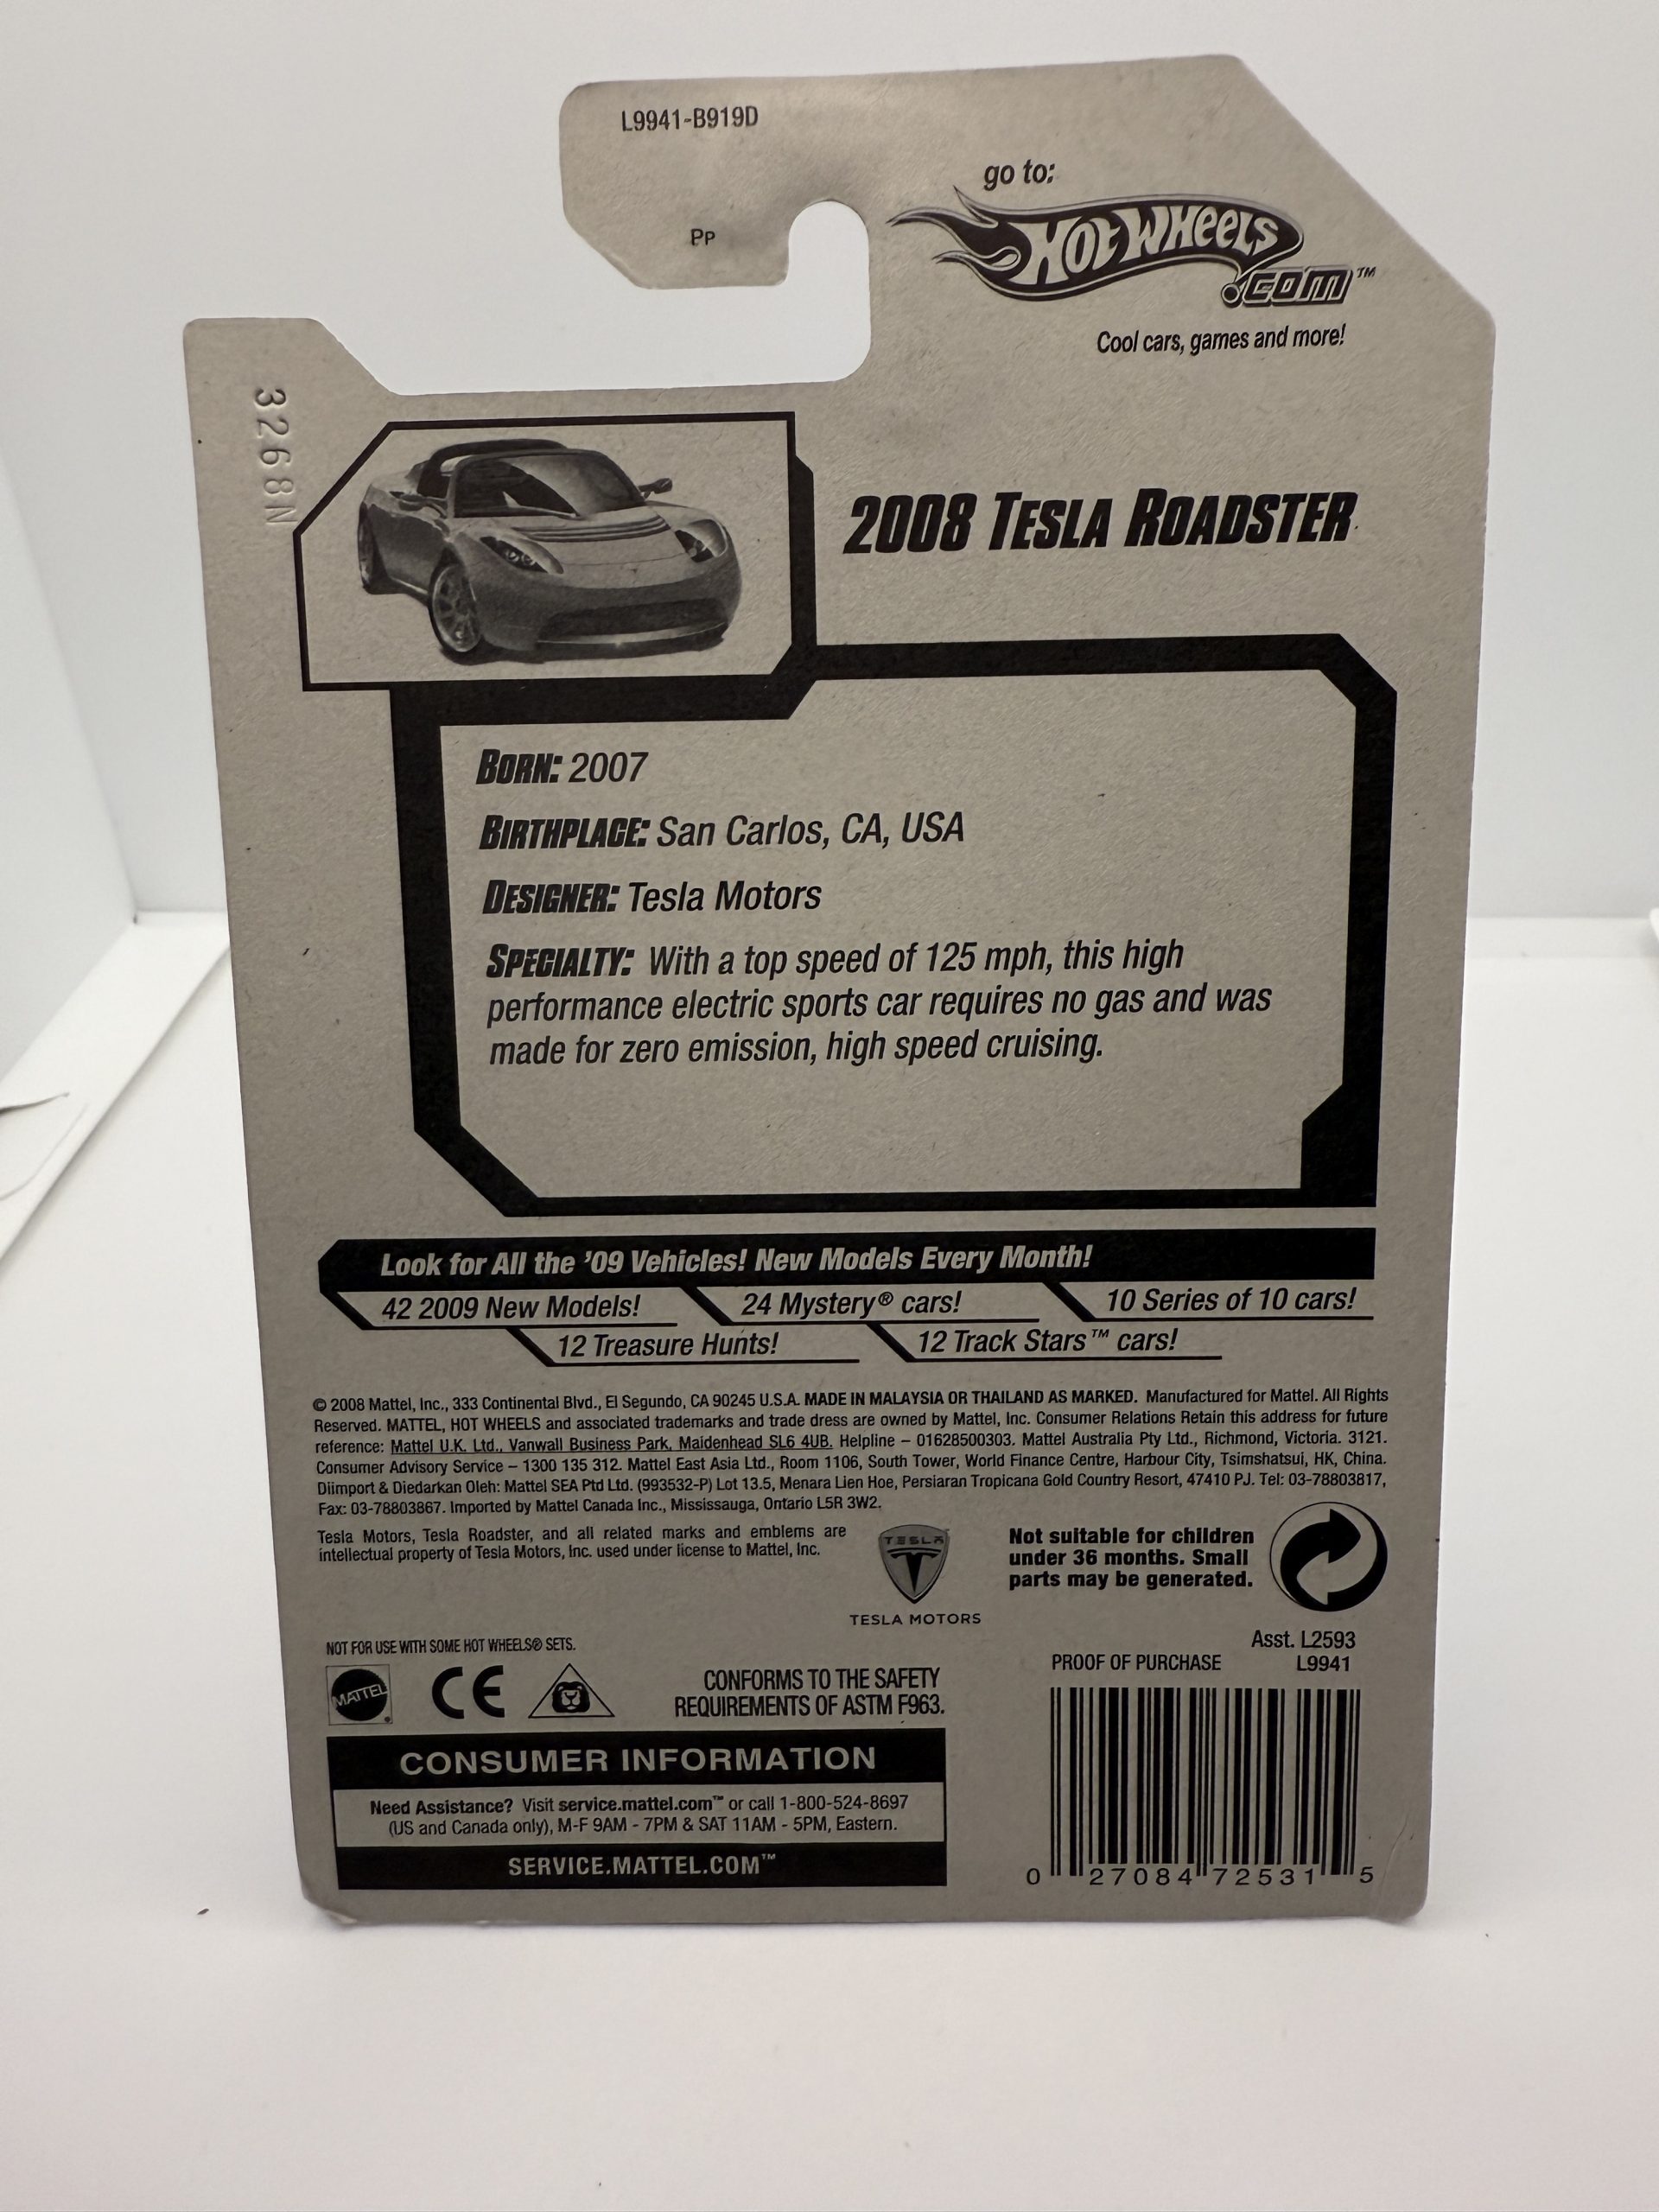 L9941-B919D
go to:
Hot Wheels
.com™
PP
Cool cars, games and more!
3268N
2008 TESLA ROADSTER
BORN: 2007
BIRTHPLACE: San Carlos, CA, USA
DESIGNER: Tesla Motors
SPECIALTY: With a top speed of 125 mph, this high
performance electric sports car requires no gas and was
made for zero emission, high speed cruising.
Look for All the ’09 Vehicles! New Models Every Month!
42 2009 New Models!
24 Mystery® cars!
10 Series of 10 cars!
12 Treasure Hunts!
12 Track Stars™ cars!
© 2008 Mattel, Inc., 333 Continental Blvd., El Segundo, CA 90245 U.S.A. MADE IN MALAYSIA OR THAILAND AS MARKED. Manufactured for Mattel. All Rights
Reserved. MATTEL, HOT WHEELS and associated trademarks and trade dress are owned by Mattel, Inc. Consumer Relations Retain this address for future
reference: Mattel U.K. Ltd., Vanwall Business Park, Maidenhead SL6 4UB. Helpline – 01628500303. Mattel Australia Pty Ltd., Richmond, Victoria. 3121.
Consumer Advisory Service – 1300 135 312. Mattel East Asia Ltd., Room 1106, South Tower, World Finance Centre, Harbour City, Tsimshatsui, HK, China.
Diimport & Diedarkan Oleh: Mattel SEA Ptd Ltd. (993532-P) Lot 13.5, Menara Lien Hoe, Persiaran Tropicana Gold Country Resort, 47410 PJ. Tel: 03-78803817,
Fax: 03-78803867. Imported by Mattel Canada Inc., Mississauga, Ontario L5R 3W2.
Tesla Motors, Tesla Roadster, and all related marks and emblems are
intellectual property of Tesla Motors, Inc. used under license to Mattel, Inc.
TESLA
TESLA MOTORS
Not suitable for children
under 36 months. Small
parts may be generated.
NOT FOR USE WITH SOME HOT WHEELS® SETS.
MATTEL
CE
CONFORMS TO THE SAFETY
REQUIREMENTS OF ASTM F963.
Asst. L2593
PROOF OF PURCHASE L9941
CONSUMER INFORMATION
Need Assistance? Visit service.mattel.com™ or call 1-800-524-8697
(US and Canada only), M-F 9AM - 7PM & SAT 11AM - 5PM, Eastern.
SERVICE.MATTEL.COM™
0 27084 72531 5